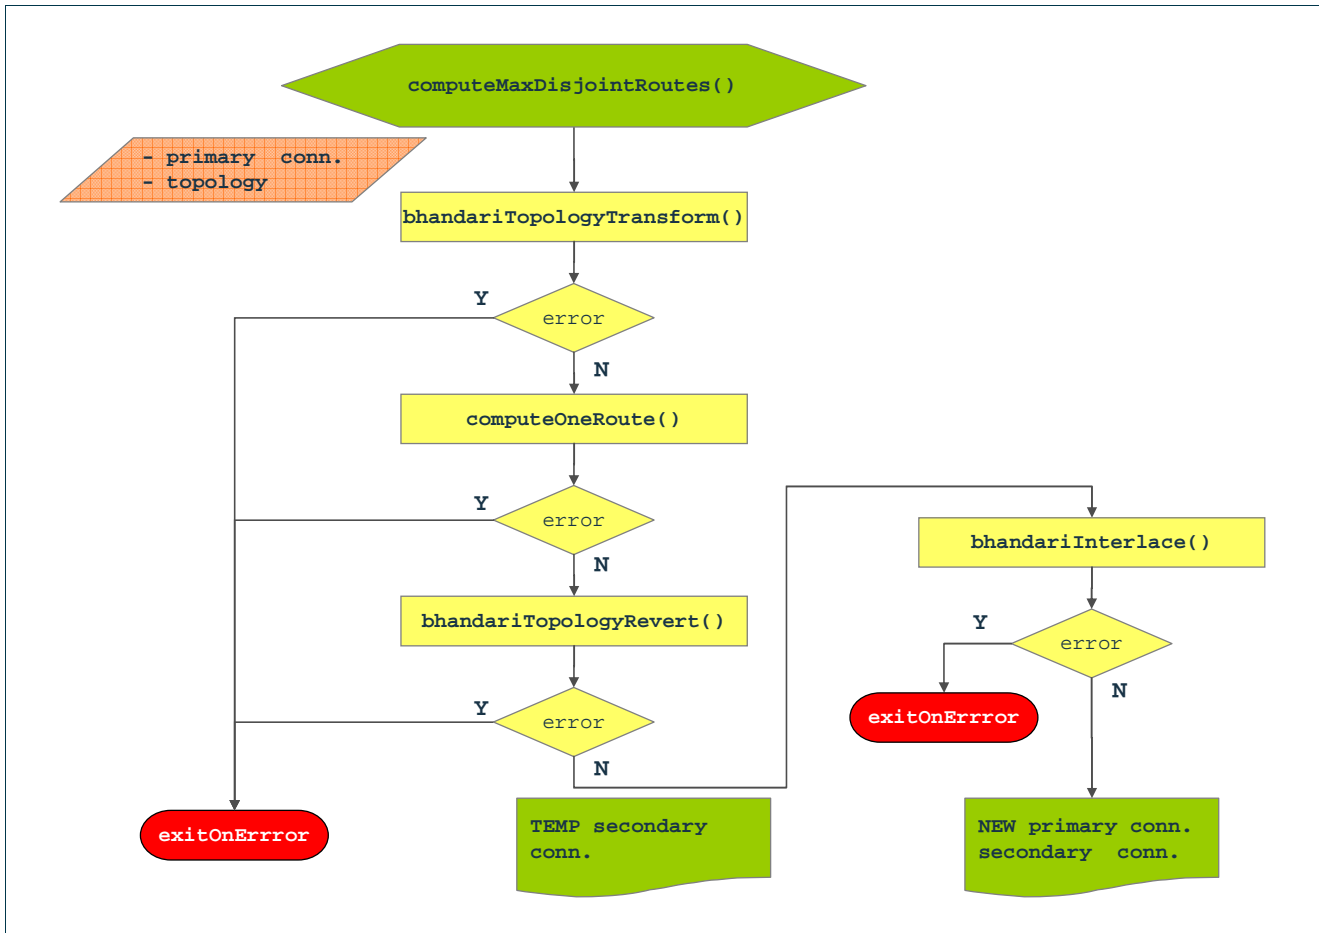 computeMaxDisjointRoutes()
- primary conn.
- topology
bhandariTopologyTransform()
Y
error
N
computeOneRoute()
Y
error
N
bhandariTopologyRevert()
Y
error
N
exitOnErrror
TEMP secondary
conn.
bhandariInterlace()
Y
error
N
exitOnErrror
NEW primary conn.
secondary conn.